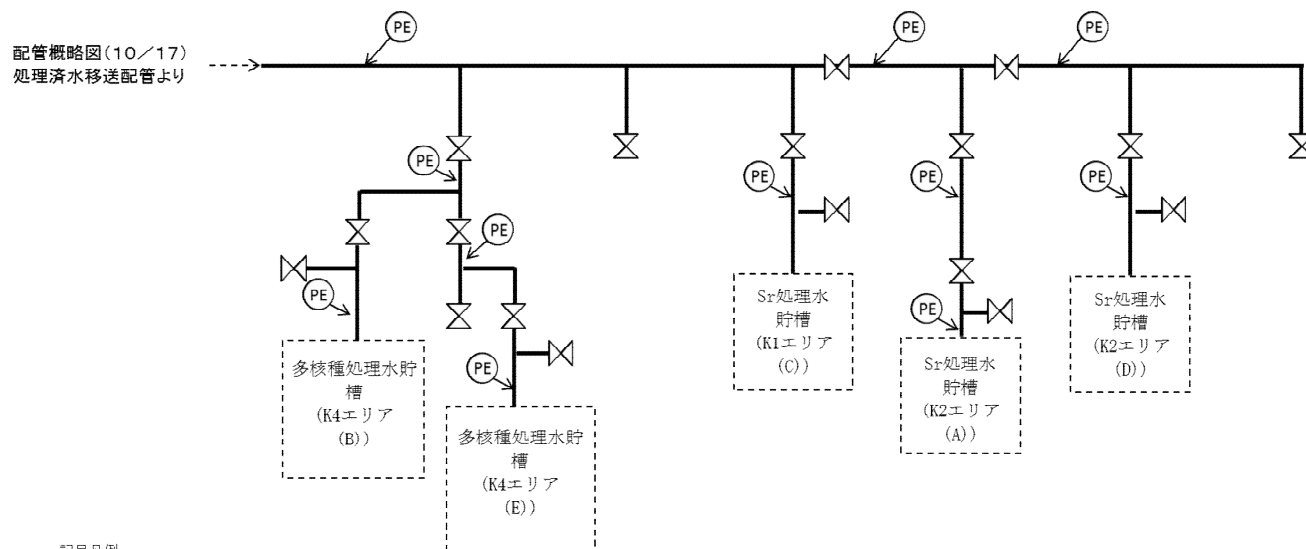 配管概略図(10/17)
処理済水移送配管より
PE
PE
PE
PE
PE
PE
PE
PE
PE
PE
PE
多核種処理水貯
槽
(K4エリア
(B))
多核種処理水貯
槽
(K4エリア
(E))
Sr処理水
貯槽
(K1エリア
(C))
Sr処理水
貯槽
(K2エリア
(A))
Sr処理水
貯槽
(K2エリア
(D))